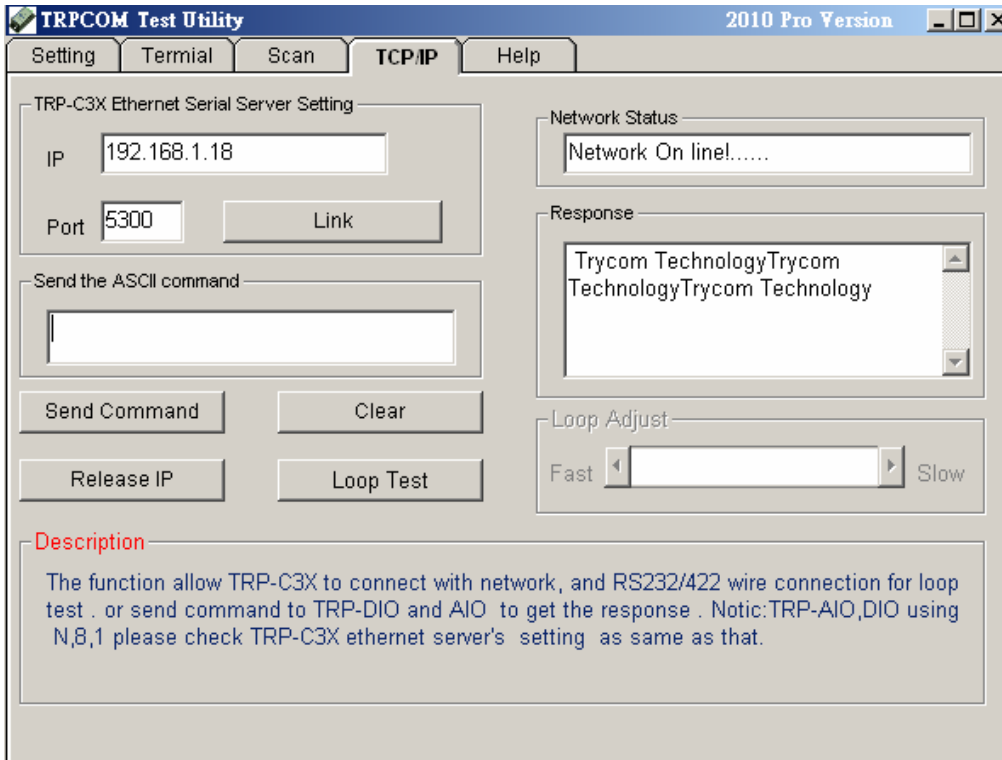 TRPCOM Test Utility 2010 Pro Version
Setting Termial Scan TCP/IP Help
TRP-C3X Ethernet Serial Server Setting
IP 192.168.1.18
Port 5300 Link
Send the ASCII command
Send Command Clear
Release IP Loop Test
Network Status
Network On line!......
Response
Trycom TechnologyTrycom
TechnologyTrycom Technology
Loop Adjust
Fast Slow
Description
The function allow TRP-C3X to connect with network, and RS232/422 wire connection for loop
test . or send command to TRP-DIO and AIO to get the response . Notic:TRP-AIO,DIO using
N,8,1 please check TRP-C3X ethernet server's setting as same as that.